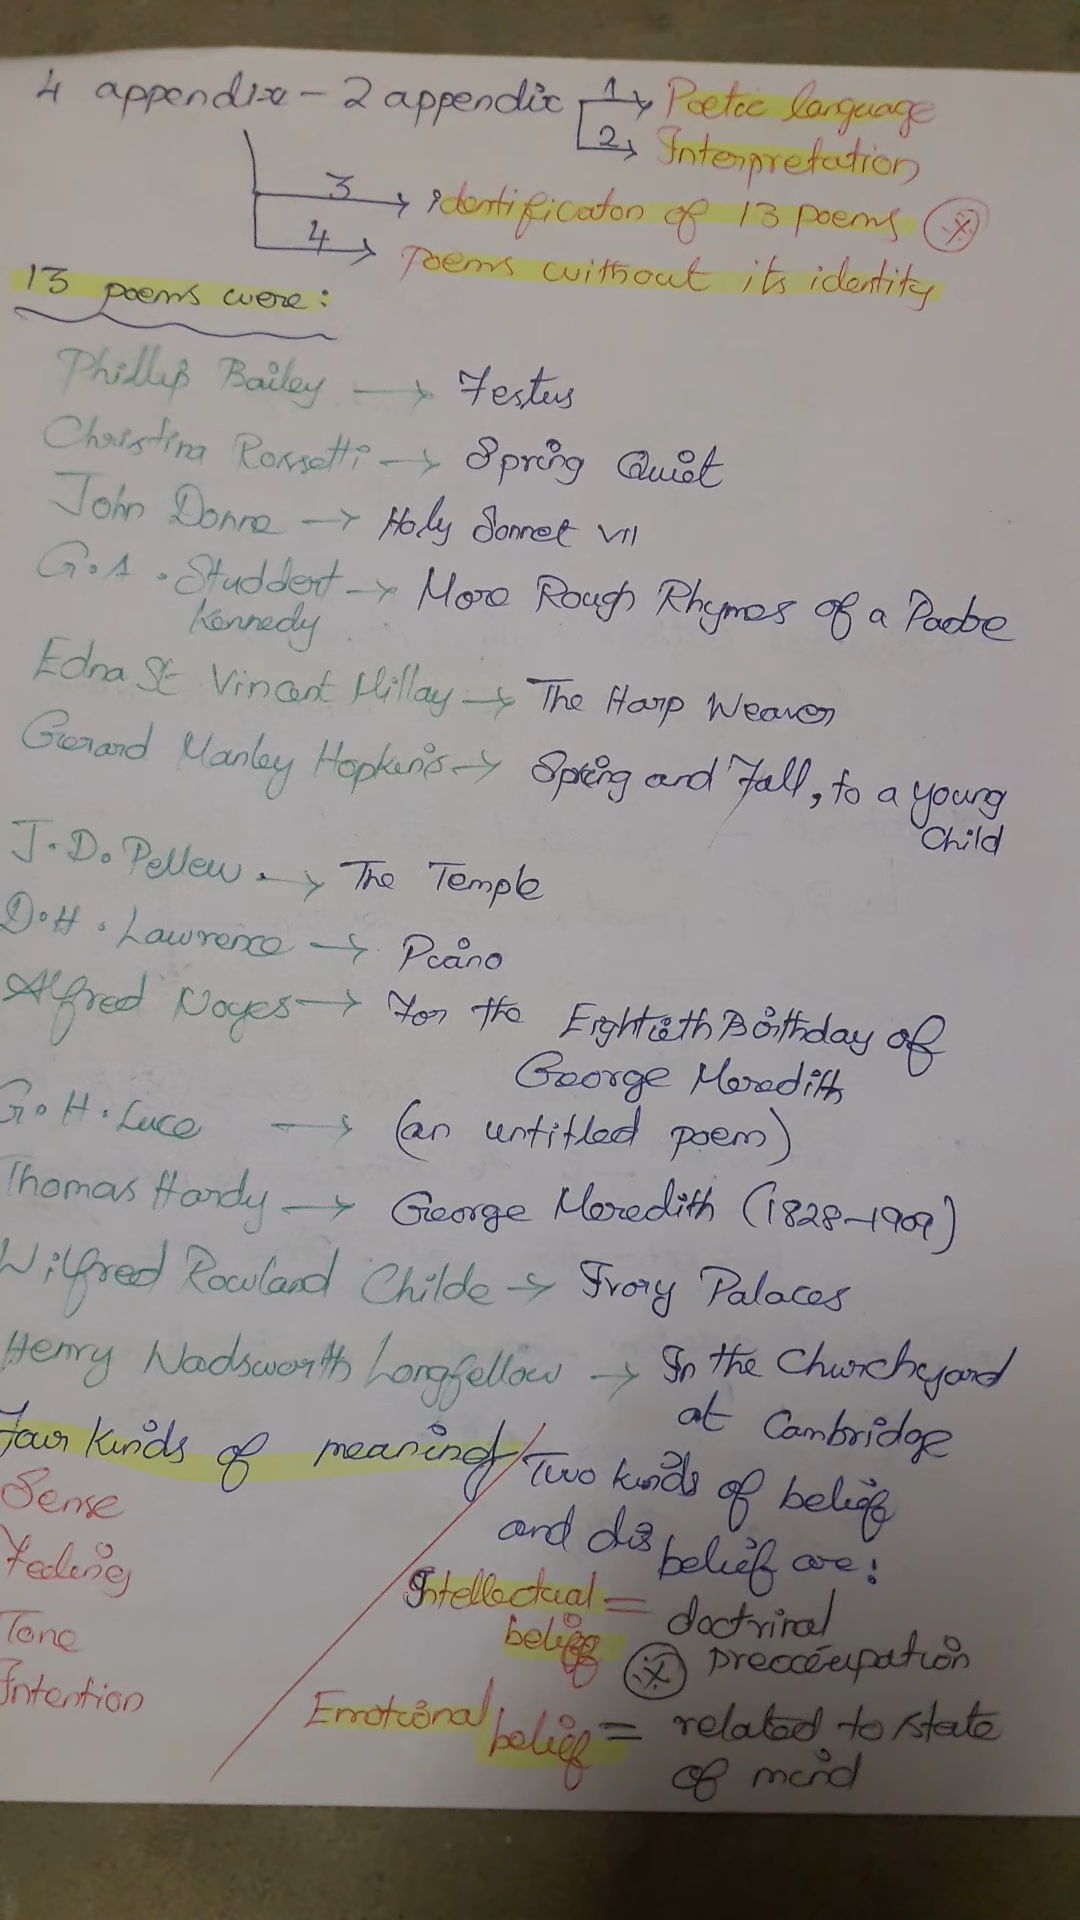 4 appendix - 2 appendix 1 → Poetic language
2 → Interpretation
3 → identificaton of 13 poems
4 → poems without its identity
13 poems were:
Phillip Bailey → Festus
Christina Rossetti → Spring Quiet
John Donne → Holy Sonnet VII
G.A. Studdert Kennedy → More Rough Rhymes of a Padre
Edna St Vincent Millay → The Harp Weaver
Gerard Manley Hopkins → Spring and Fall, to a young
Child
J.D. Pellew → The Temple
D.H. Lawrence → Piano
Alfred Noyes → For the Eightieth Birthday of
George Meredith
G.H. Luce → (an untitled poem)
Thomas Hardy → George Meredith (1828-1909)
Wilfred Rowland Childe → Ivory Palaces
Henry Wadsworth Longfellow → In the Churchyard
at Cambridge
Four kinds of meaning
Sense
Feeling
Tone
Intention
Two kinds of belief
and dis belief are:
Intellectual belief = doctrinal
preoccupation
Emotional belief = related to state
of mind